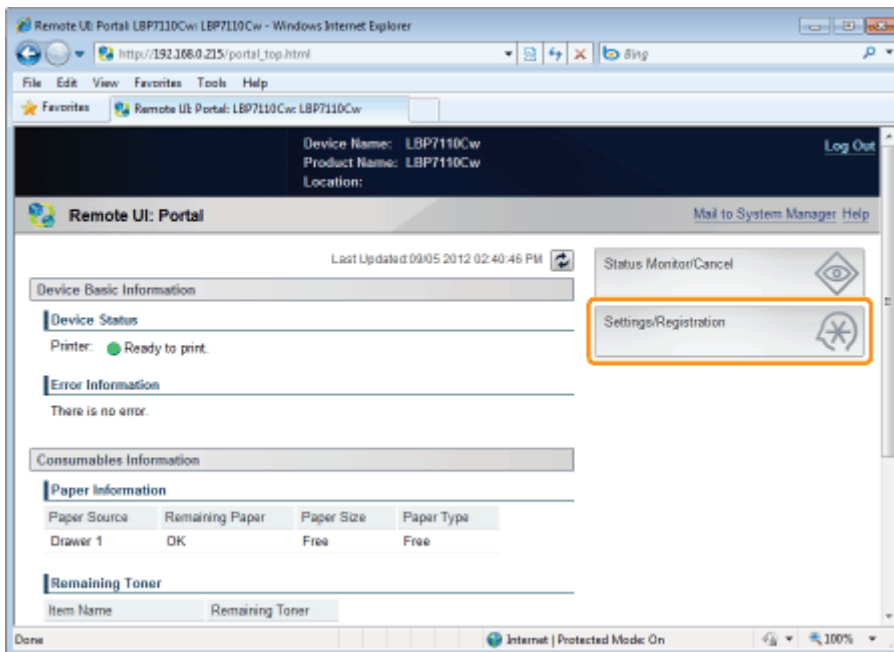 Remote UI: Portal: LBP7110Cw: LBP7110Cw - Windows Internet Explorer
http://192.168.0.215/portal_top.html
Bing
File Edit View Favorites Tools Help
Favorites
Remote UI: Portal: LBP7110Cw: LBP7110Cw
Device Name: LBP7110Cw
Product Name: LBP7110Cw
Location:
Log Out
Remote UI: Portal
Mail to System Manager Help
Last Updated:09/05 2012 02:40:46 PM
Status Monitor/Cancel
Settings/Registration
Device Basic Information
Device Status
Printer: Ready to print.
Error Information
There is no error.
Consumables Information
Paper Information
Paper Source Remaining Paper Paper Size Paper Type
Drawer 1 OK Free Free
Remaining Toner
Item Name Remaining Toner
Done
Internet | Protected Mode: On
100%